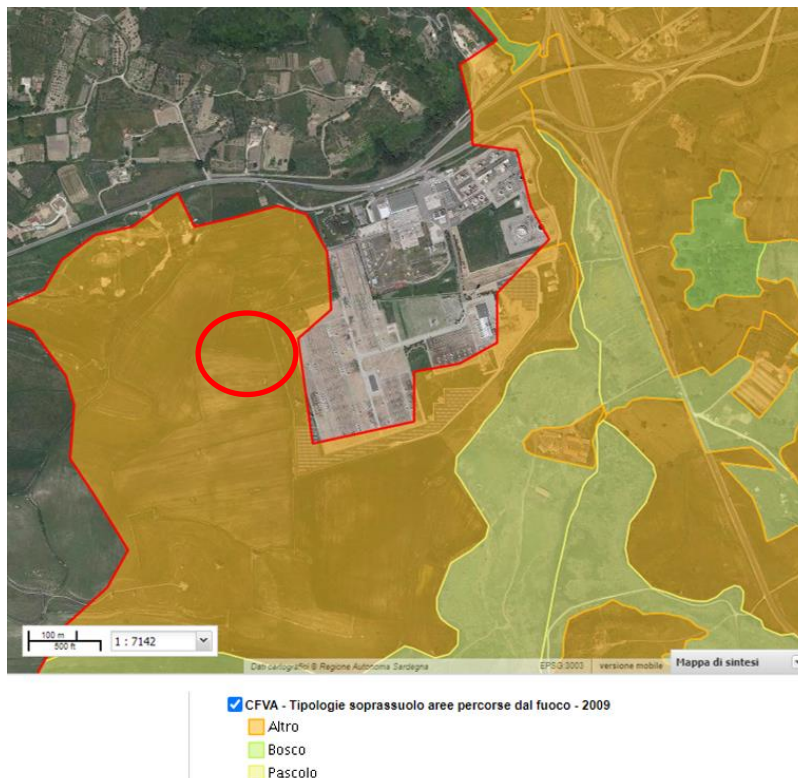 100 m
500 ft
1 : 7142
Dati cartografici © Regione Autonoma Sardegna
EPSG:3003
versione mobile
Mappa di sintesi
CFVA - Tipologie soprassuolo aree percorse dal fuoco - 2009
Altro
Bosco
Pascolo